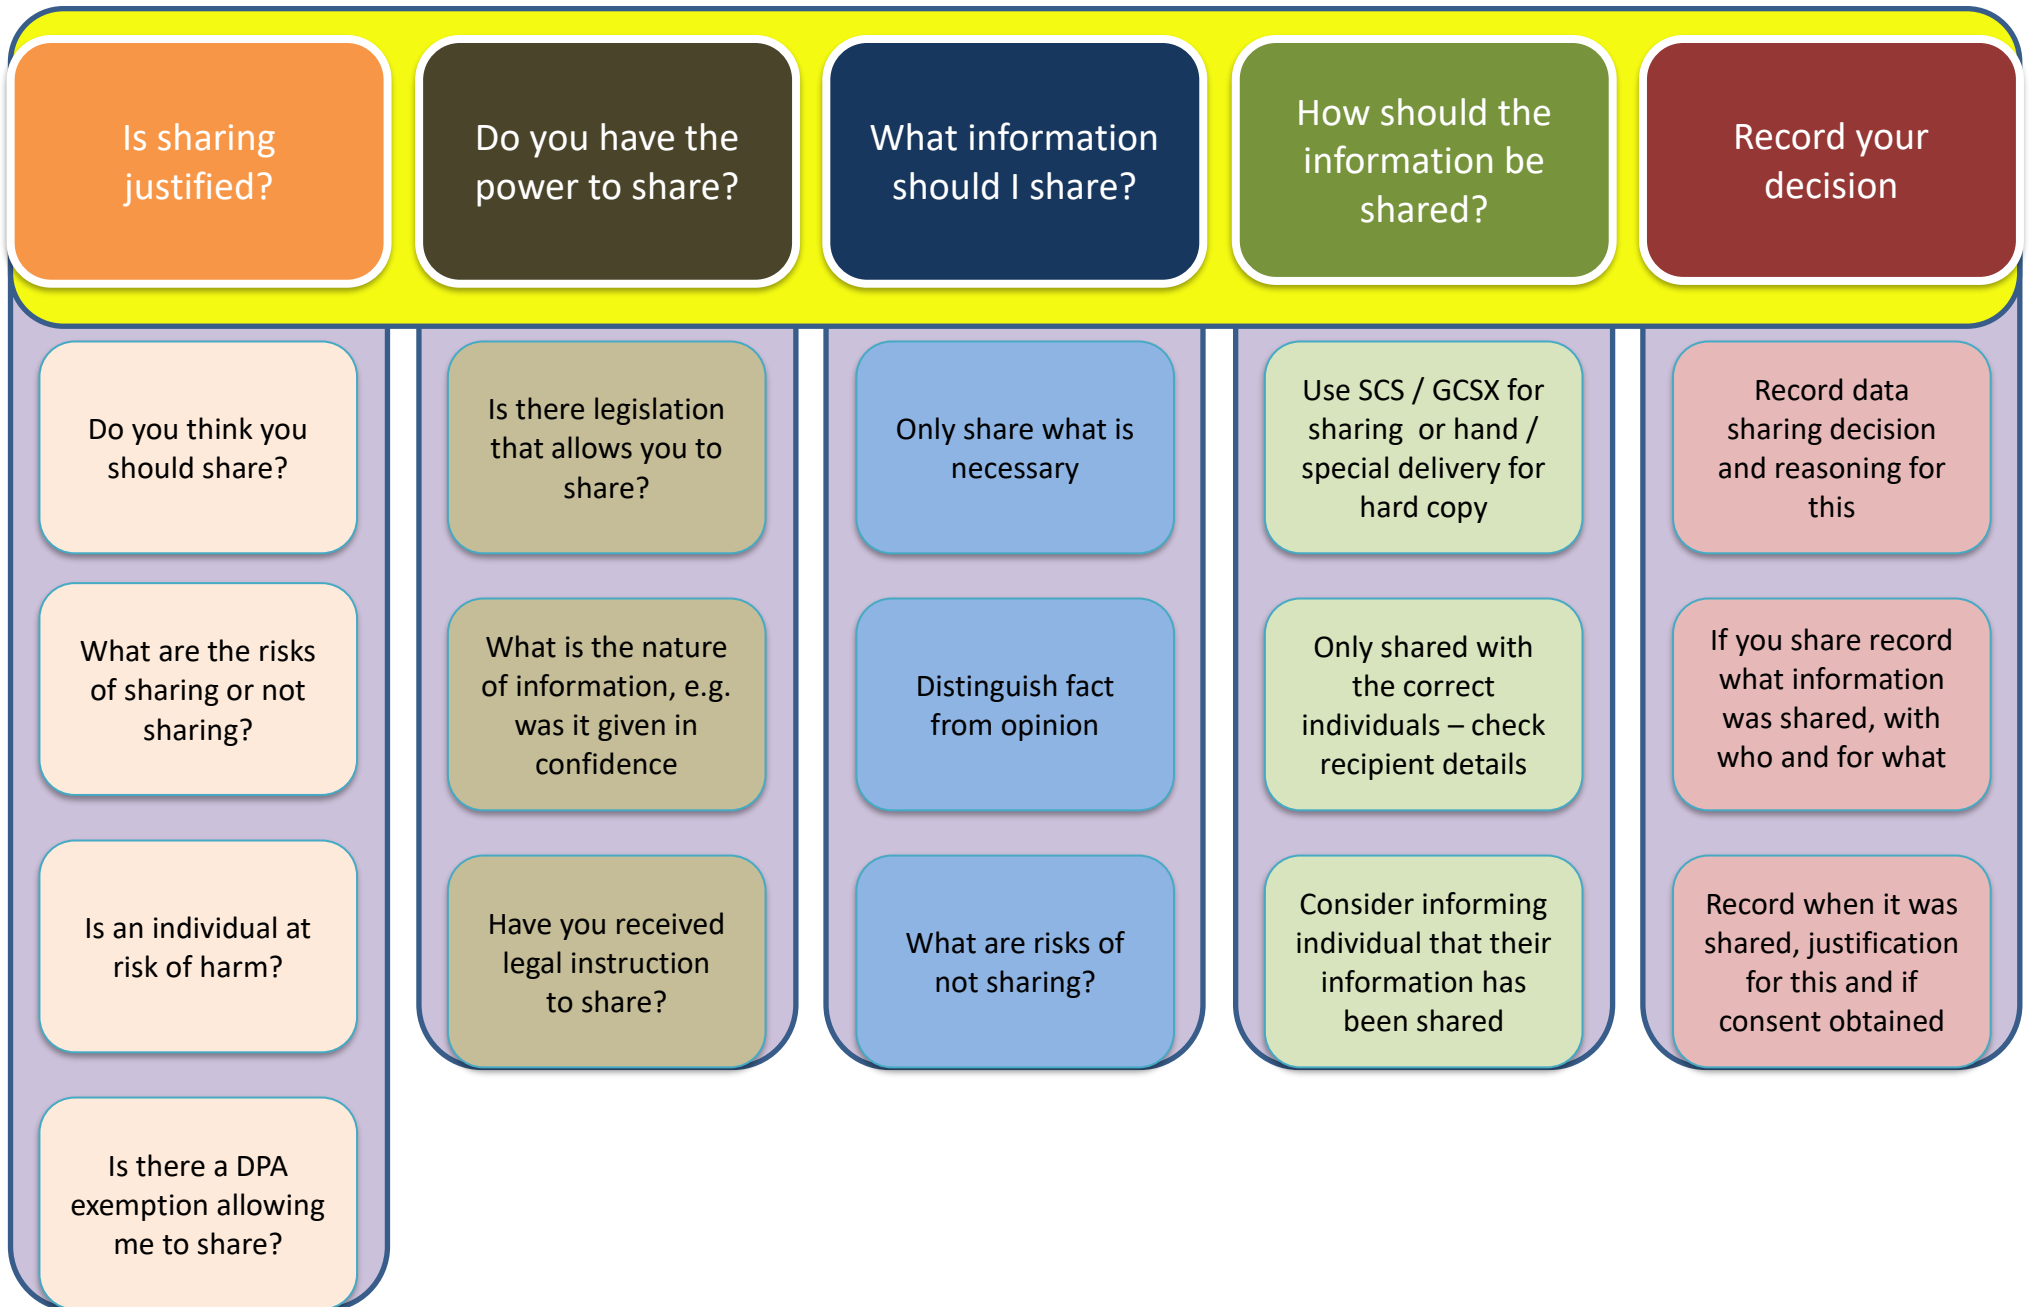 Is sharing
justified?
Do you have the
power to share?
What information
should I share?
How should the
information be
shared?
Record your
decision
Do you think you
should share?
What are the risks
of sharing or not
sharing?
Is an individual at
risk of harm?
Is there a DPA
exemption allowing
me to share?
Is there legislation
that allows you to
share?
What is the nature
of information, e.g.
was it given in
confidence
Have you received
legal instruction
to share?
Only share what is
necessary
Distinguish fact
from opinion
What are risks of
not sharing?
Use SCS / GCSX for
sharing or hand /
special delivery for
hard copy
Only shared with
the correct
individuals – check
recipient details
Consider informing
individual that their
information has
been shared
Record data
sharing decision
and reasoning for
this
If you share record
what information
was shared, with
who and for what
Record when it was
shared, justification
for this and if
consent obtained